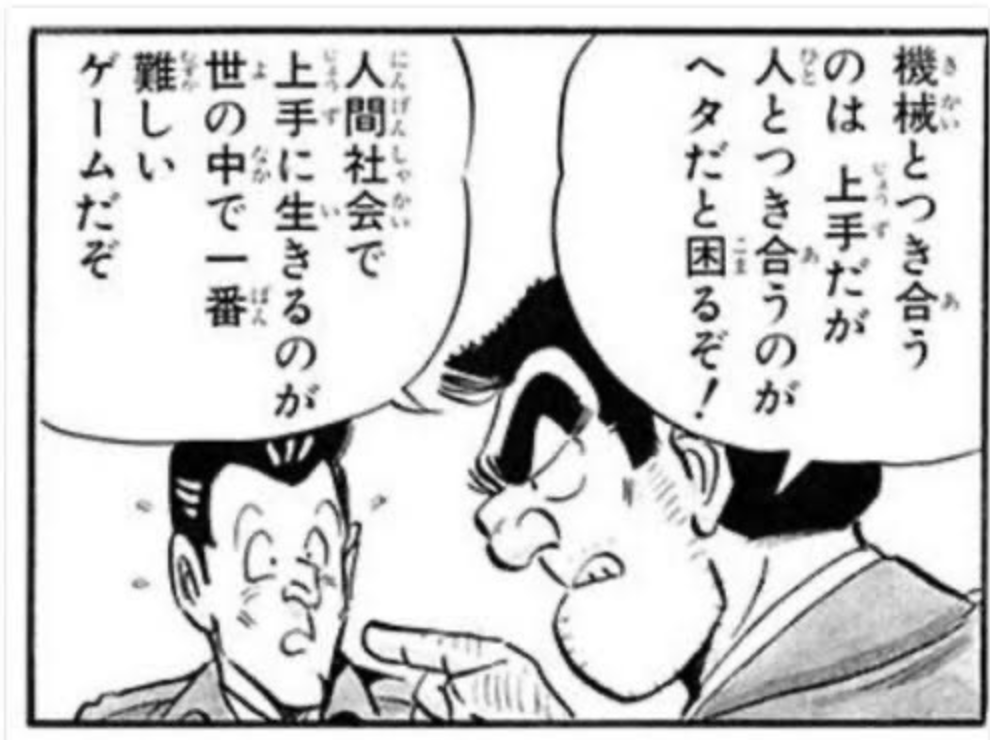 機械とつき合う
のは 上手だが
人とつき合うのが
ヘタだと困るぞ!
人間社会で
上手に生きるのが
世の中で一番
難しい
ゲームだぞ